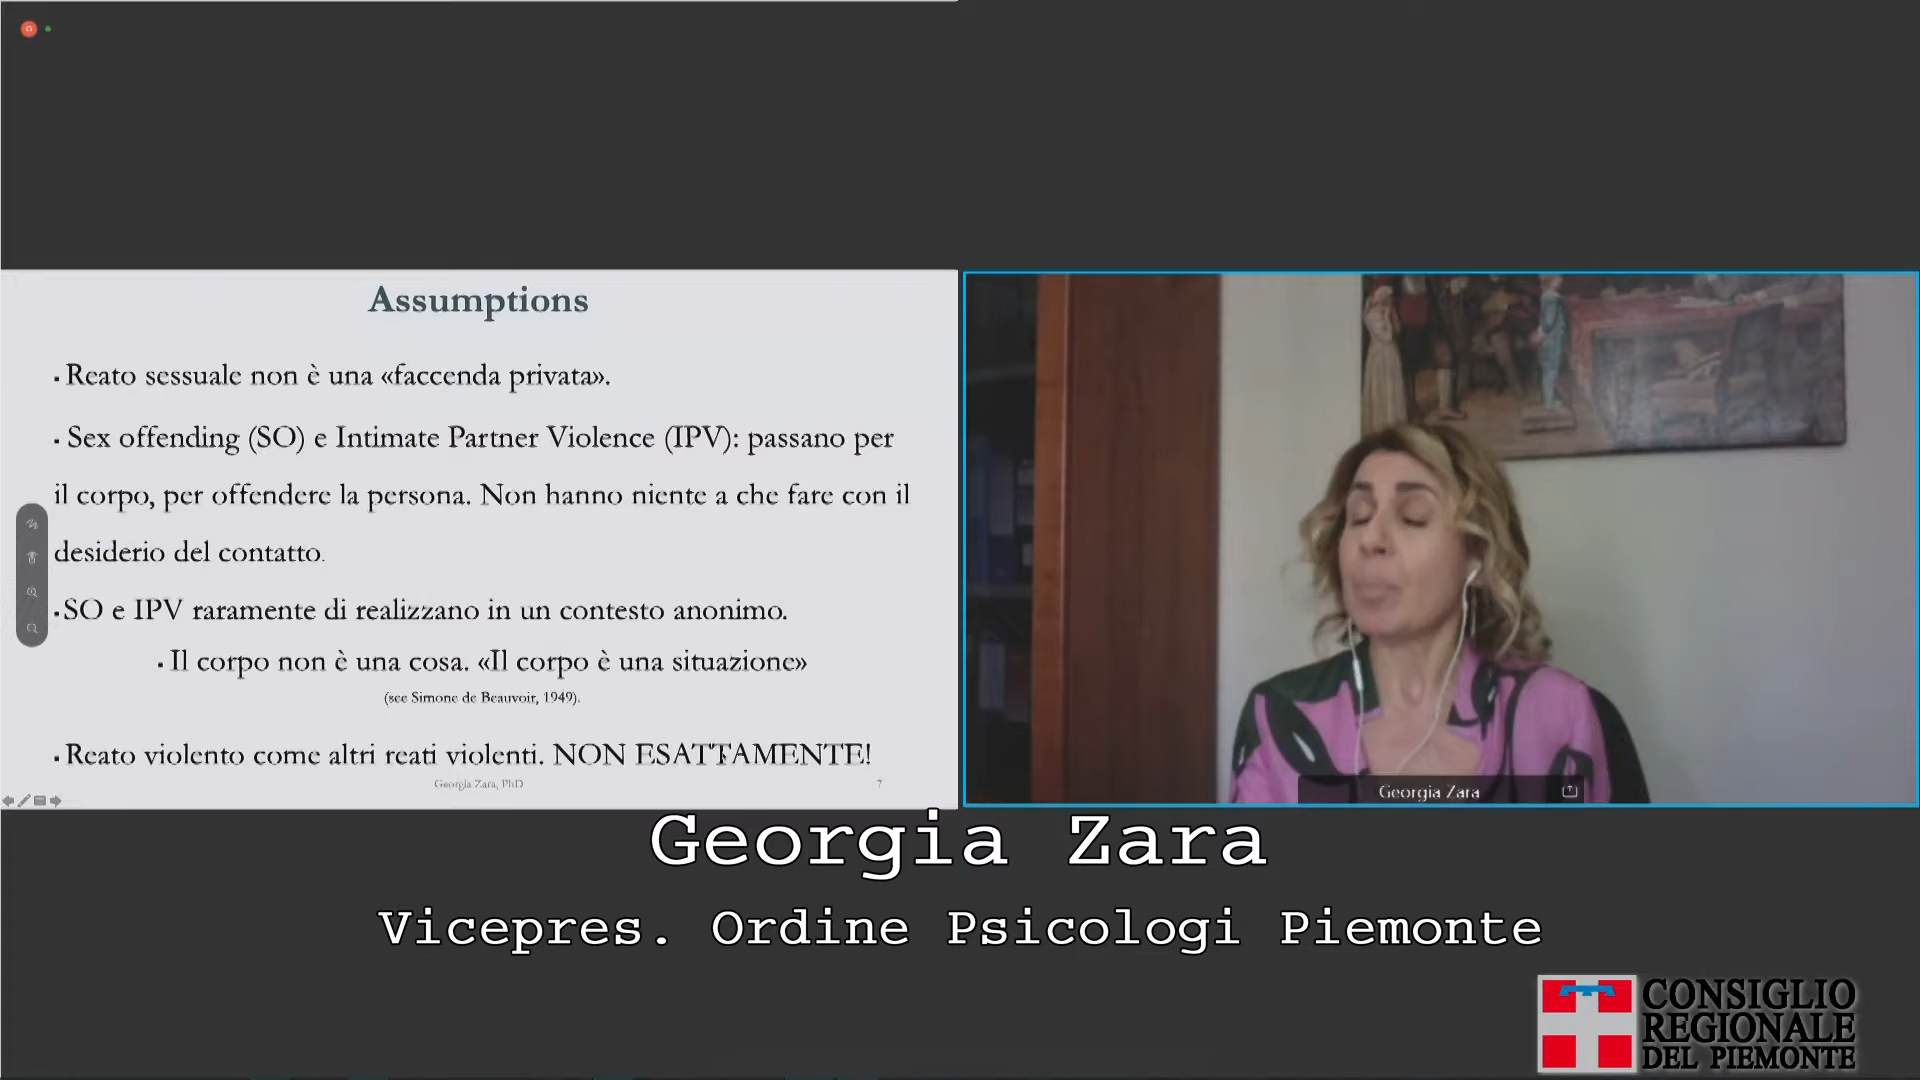 Assumptions
▪ Reato sessuale non è una «faccenda privata».
▪ Sex offending (SO) e Intimate Partner Violence (IPV): passano per
il corpo, per offendere la persona. Non hanno niente a che fare con il
desiderio del contatto.
▪ SO e IPV raramente di realizzano in un contesto anonimo.
▪ Il corpo non è una cosa. «Il corpo è una situazione»
(see Simone de Beauvoir, 1949).
▪ Reato violento come altri reati violenti. NON ESATTAMENTE!
Georgia Zara, PhD
7
Georgia Zara
Georgia Zara
Vicepres. Ordine Psicologi Piemonte
CONSIGLIO
REGIONALE
DEL PIEMONTE